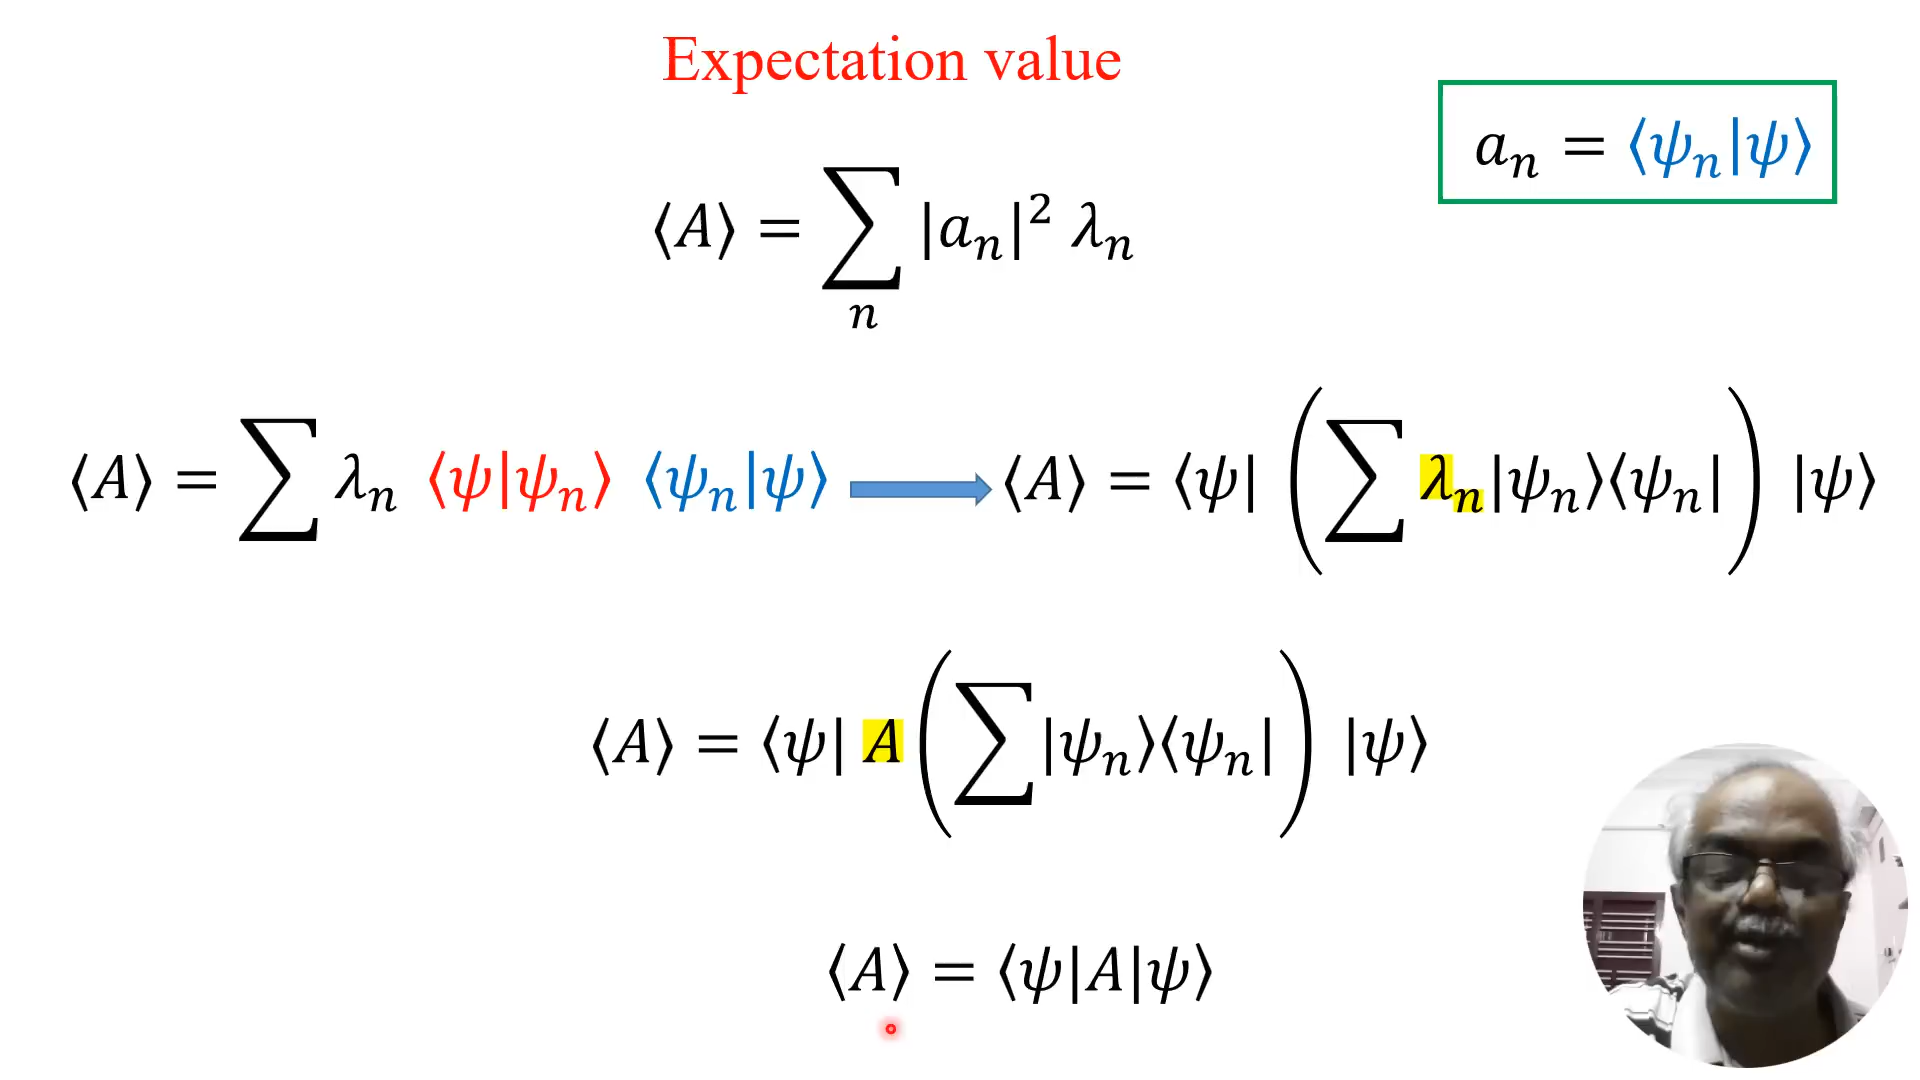 Expectation value
aₙ = ⟨ψₙ|ψ⟩
⟨A⟩ = ∑ₙ |aₙ|² λₙ
⟨A⟩ = ∑ λₙ ⟨ψ|ψₙ⟩ ⟨ψₙ|ψ⟩ ⟨A⟩ = ⟨ψ| (∑ λₙ|ψₙ⟩⟨ψₙ|) |ψ⟩
⟨A⟩ = ⟨ψ| A (∑|ψₙ⟩⟨ψₙ|) |ψ⟩
⟨A⟩ = ⟨ψ|A|ψ⟩